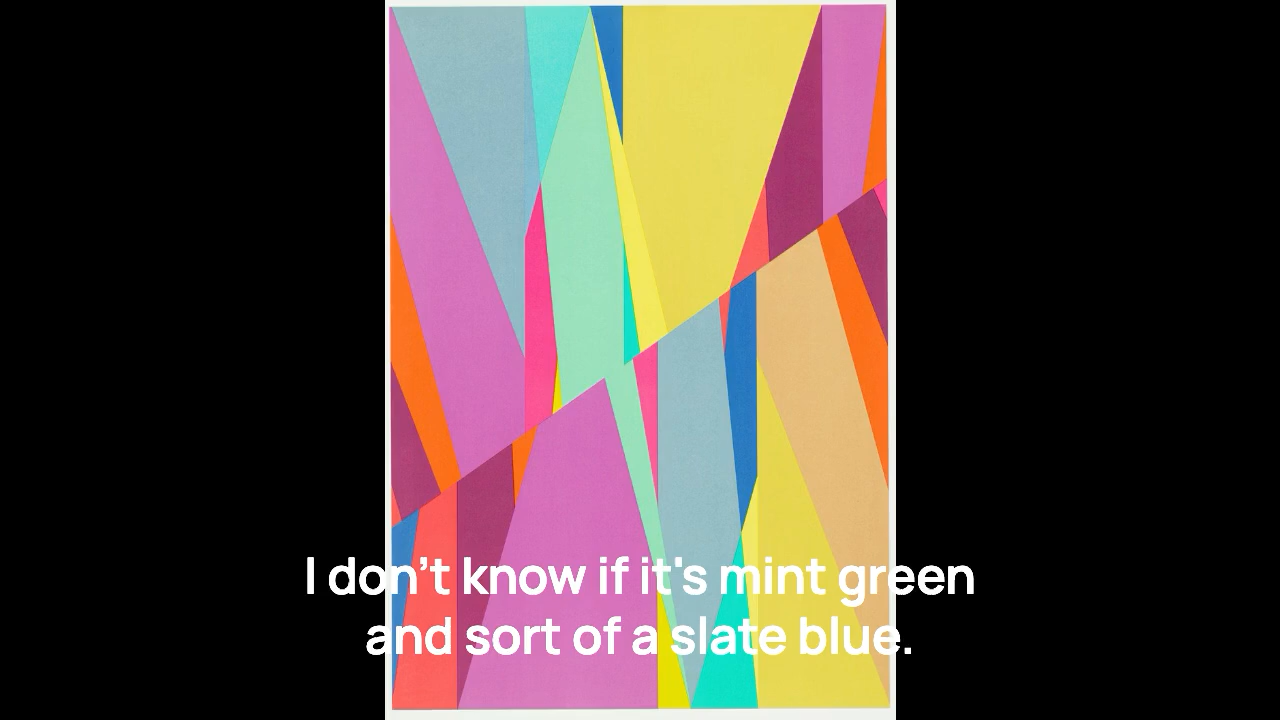 I don’t know if it's mint green
and sort of a slate blue.